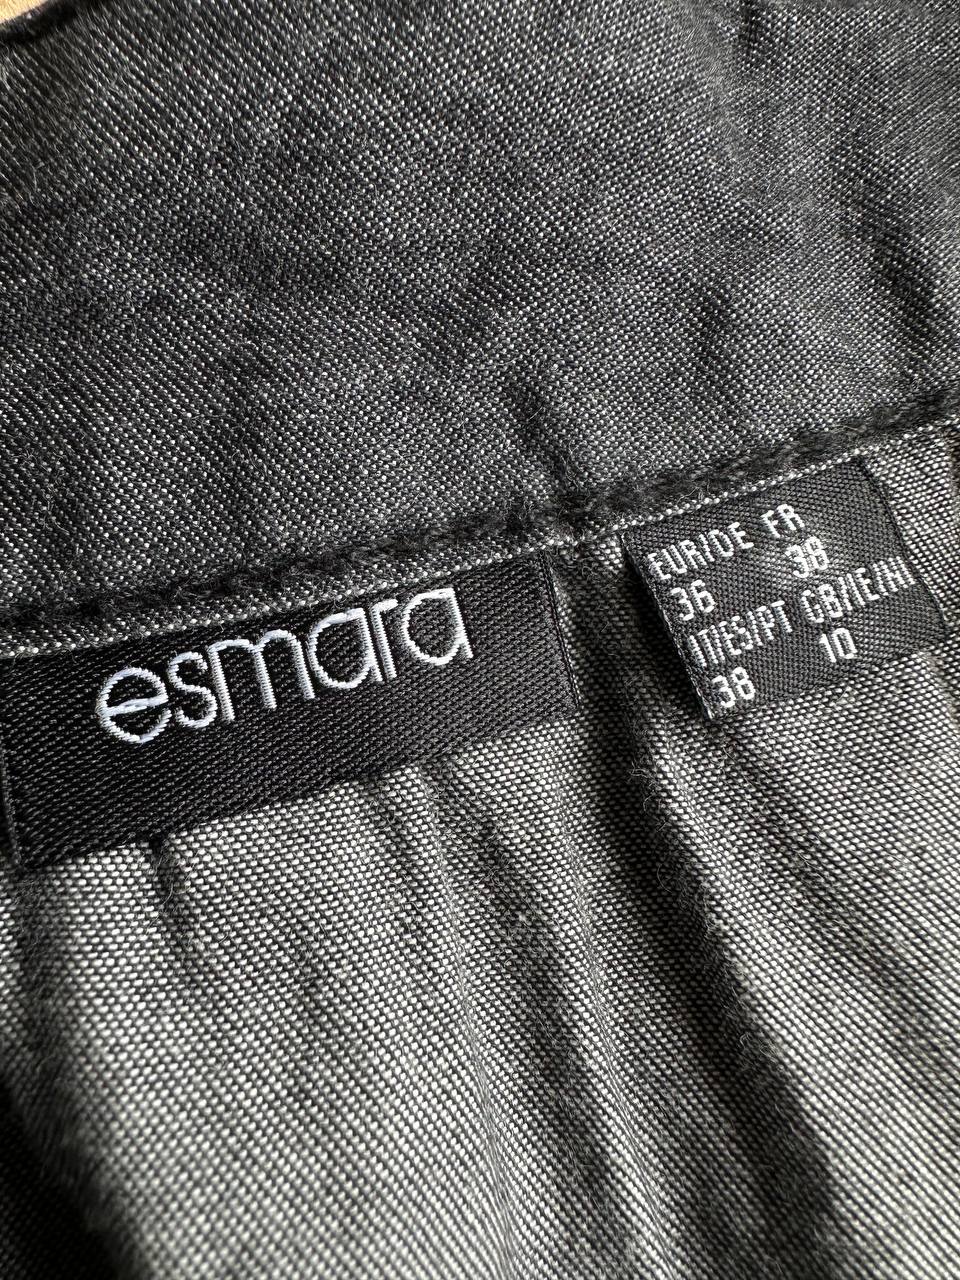 esmara
EUR/DE FR
36 38
IT/ES/PT GB/IE/NI
38 10